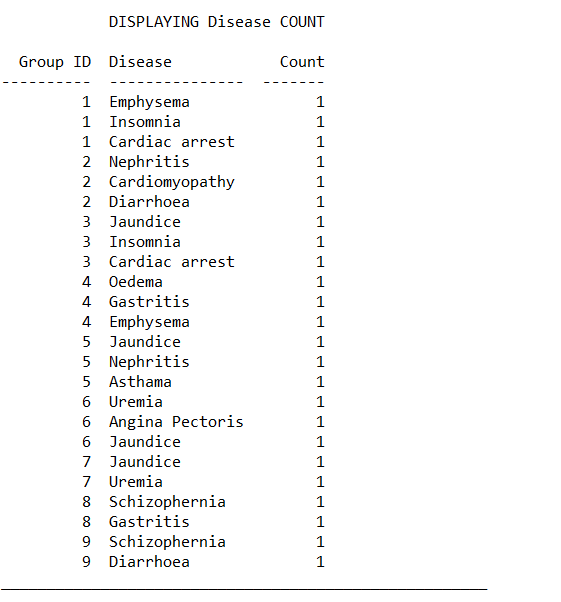 DISPLAYING Disease COUNT
Group ID  Disease            Count
----------  ---------------  -------
1  Emphysema              1
1  Insomnia               1
1  Cardiac arrest         1
2  Nephritis              1
2  Cardiomyopathy         1
2  Diarrhoea              1
3  Jaundice               1
3  Insomnia               1
3  Cardiac arrest         1
4  Oedema                 1
4  Gastritis              1
4  Emphysema              1
5  Jaundice               1
5  Nephritis              1
5  Asthama                1
6  Uremia                 1
6  Angina Pectoris        1
6  Jaundice               1
7  Jaundice               1
7  Uremia                 1
8  Schizophernia          1
8  Gastritis              1
9  Schizophernia          1
9  Diarrhoea              1